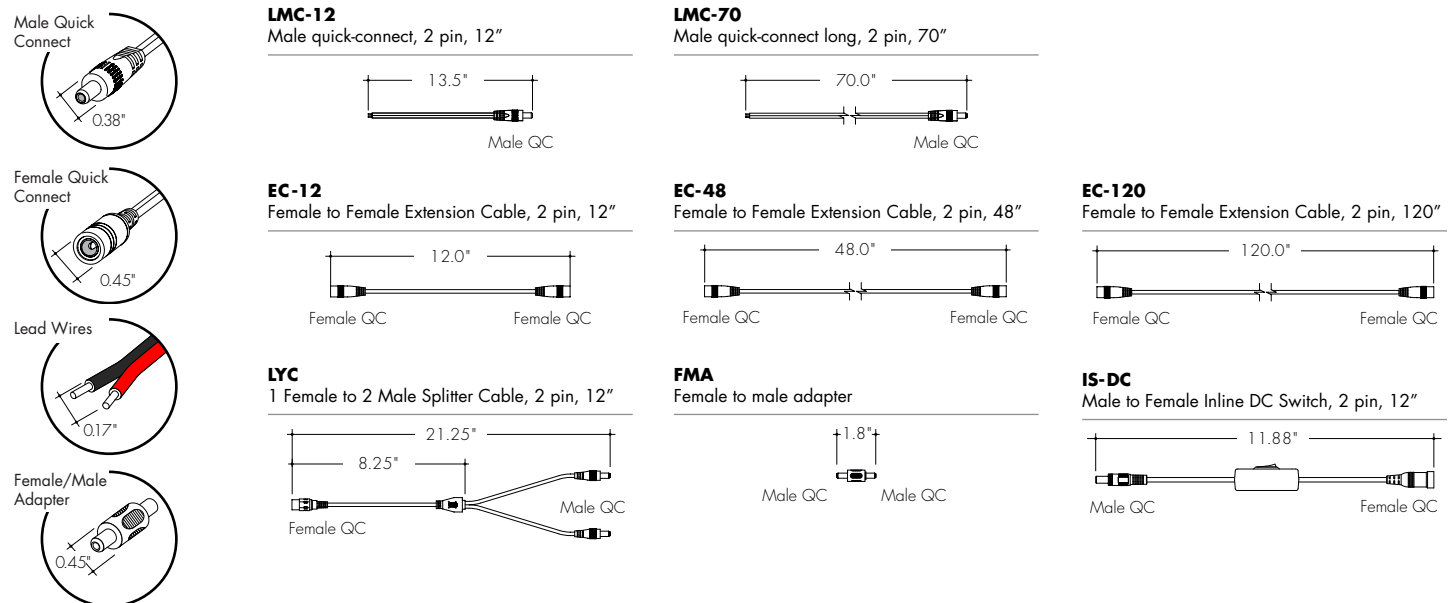 Male Quick
Connect
0.38"
Female Quick
Connect
0.45"
Lead Wires
0.17"
Female/Male
Adapter
0.45"
LMC-12
Male quick-connect, 2 pin, 12”
13.5"
Male QC
LMC-70
Male quick-connect long, 2 pin, 70”
70.0"
Male QC
EC-12
Female to Female Extension Cable, 2 pin, 12”
12.0"
Female QC Female QC
EC-48
Female to Female Extension Cable, 2 pin, 48”
48.0"
Female QC Female QC
EC-120
Female to Female Extension Cable, 2 pin, 120”
120.0"
Female QC Female QC
LYC
1 Female to 2 Male Splitter Cable, 2 pin, 12”
21.25"
8.25"
Male QC
Female QC
FMA
Female to male adapter
1.8"
Male QC Male QC
IS-DC
Male to Female Inline DC Switch, 2 pin, 12”
11.88"
Male QC Female QC